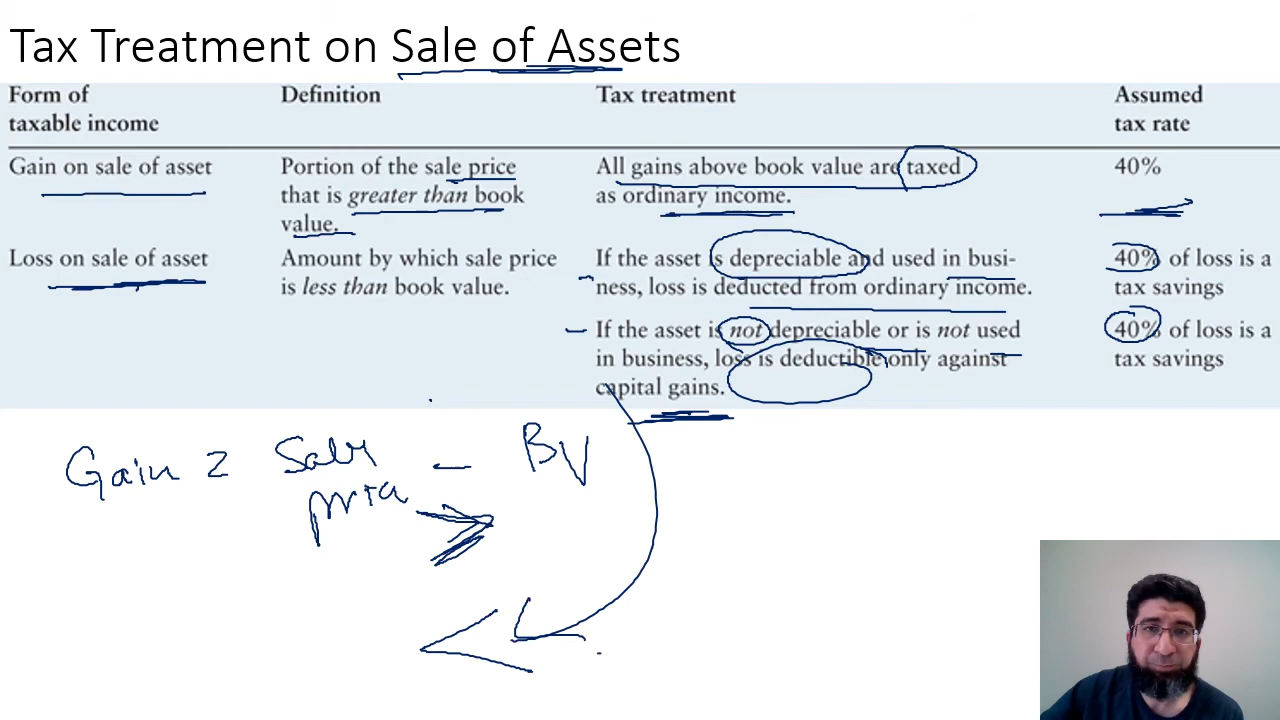 Tax Treatment on Sale of Assets
Form of
taxable income
Definition
Tax treatment
Assumed
tax rate
Gain on sale of asset
Portion of the sale price
that is greater than book
value.
All gains above book value are taxed
as ordinary income.
40%
Loss on sale of asset
Amount by which sale price
is less than book value.
If the asset is depreciable and used in busi-
ness, loss is deducted from ordinary income.
40% of loss is a
tax savings
If the asset is not depreciable or is not used
in business, loss is deductible only against
capital gains.
40% of loss is a
tax savings
Gain = Sale - BV
price